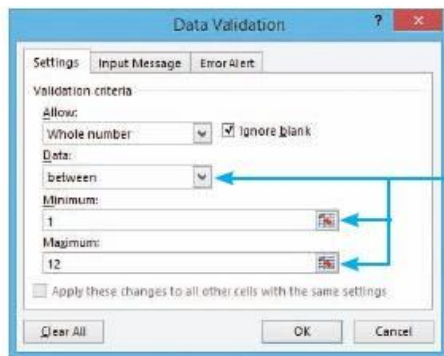 Data Validation ?
Settings Input Message Error Alert
Validation criteria
Allow:
Whole number Ignore blank
Data:
between
Minimum:
1
Maximum:
12
Apply these changes to all other cells with the same settings
Clear All OK Cancel